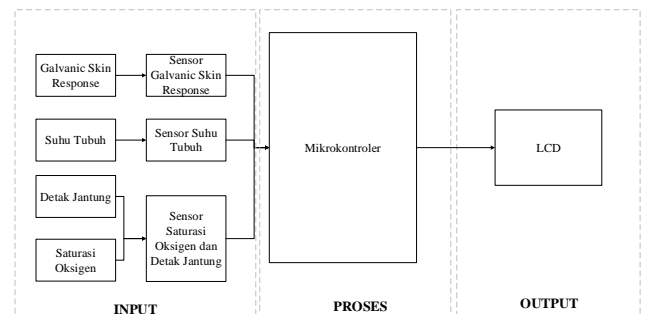 Galvanic Skin
Response
Sensor
Galvanic Skin
Response
Suhu Tubuh
Sensor Suhu
Tubuh
Detak Jantung
Saturasi
Oksigen
Sensor
Saturasi
Oksigen dan
Detak Jantung
INPUT
Mikrokontroler
PROSES
LCD
OUTPUT